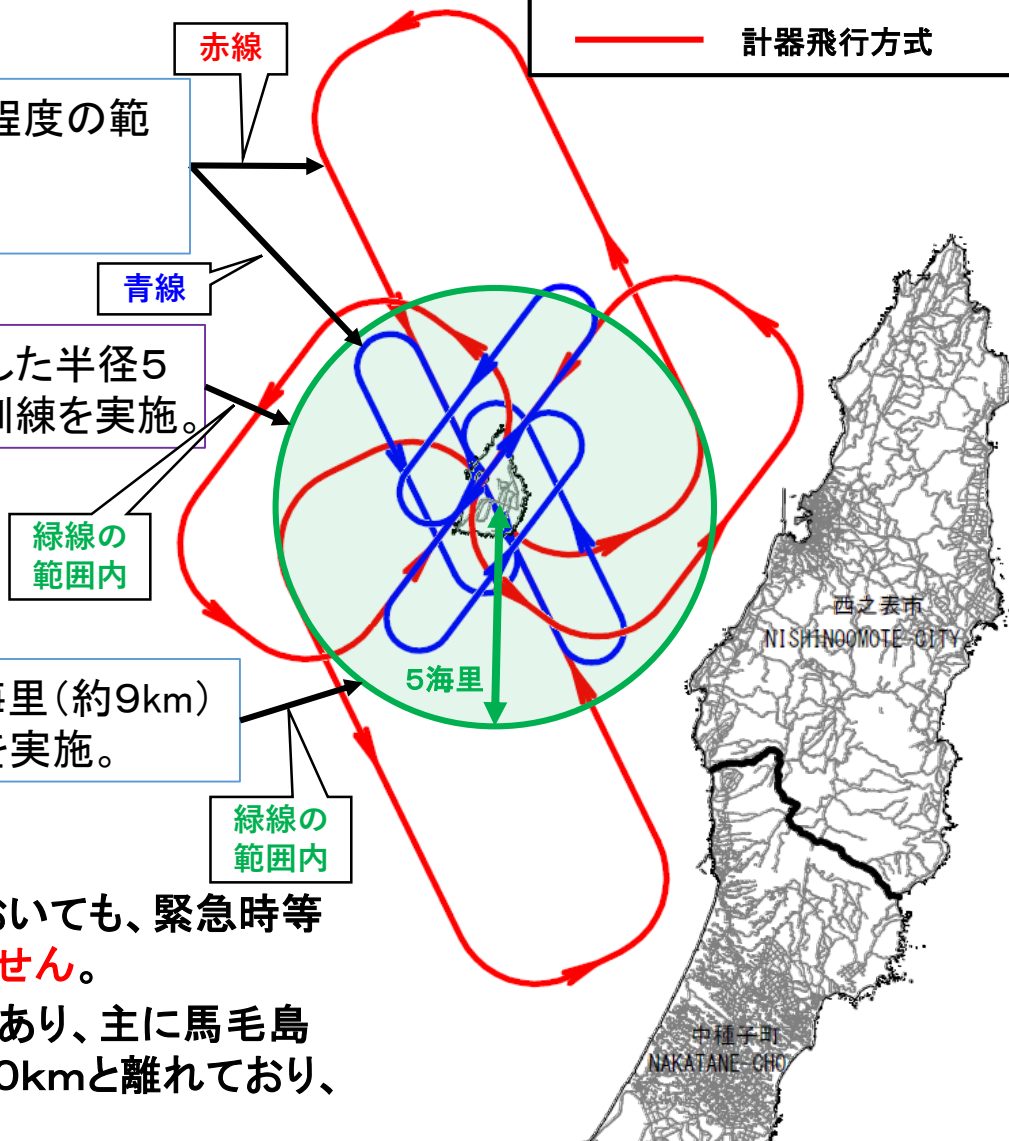 計器飛行方式
赤線
程度の範
青線
した半径5
訓練を実施。
緑線の
範囲内
西之表市
NISHINOOMOTE CITY
5海里
海里(約9km)
を実施。
緑線の
範囲内
おいても、緊急時等
せん。
あり、主に馬毛島
0kmと離れており、
中種子町
NAKATANE CHO